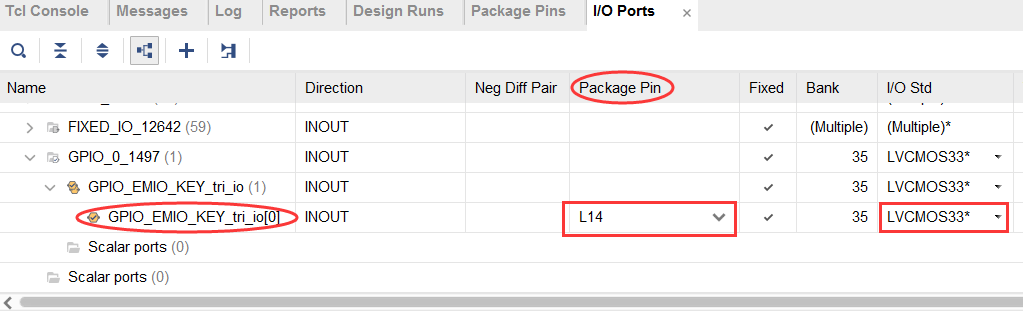 Tcl Console Messages Log Reports Design Runs Package Pins I/O Ports ×
Name Direction Neg Diff Pair Package Pin Fixed Bank I/O Std
FIXED_IO_12642 (59) INOUT (Multiple) (Multiple)*
GPIO_0_1497 (1) INOUT 35 LVCMOS33*
GPIO_EMIO_KEY_tri_io (1) INOUT 35 LVCMOS33*
GPIO_EMIO_KEY_tri_io[0] INOUT L14 35 LVCMOS33*
Scalar ports (0)
Scalar ports (0)